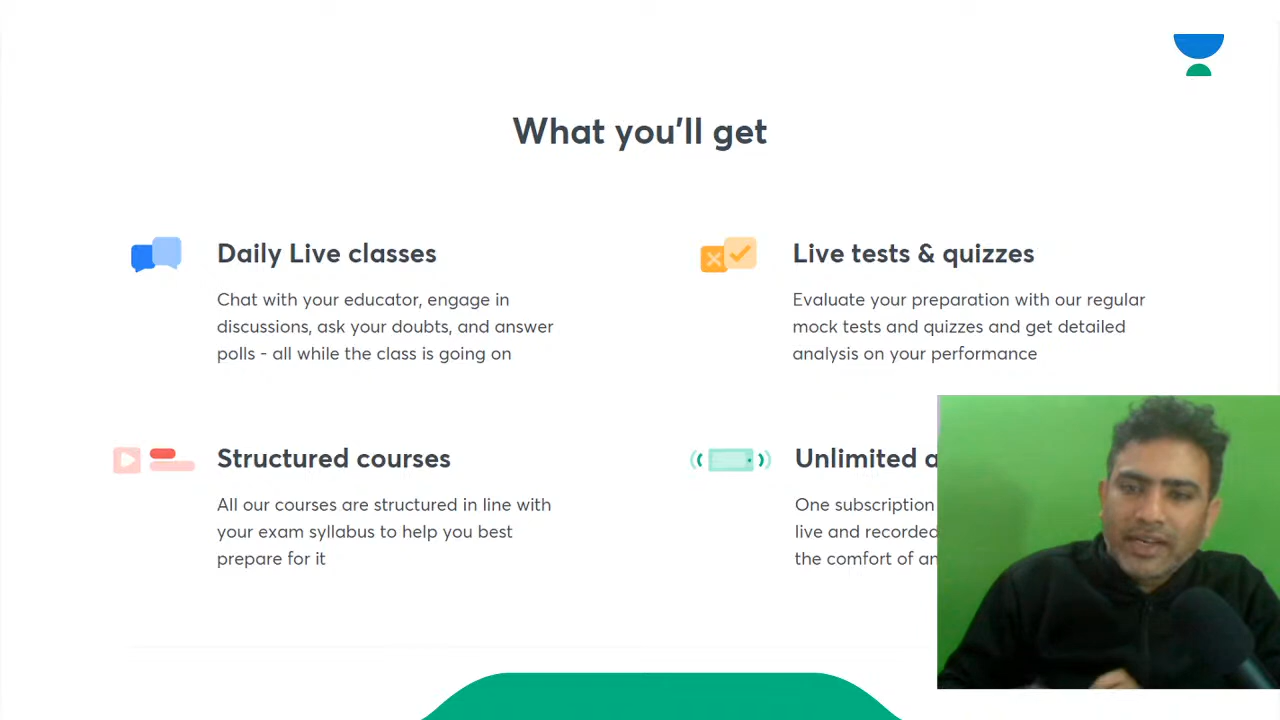 What you'll get
Daily Live classes
Chat with your educator, engage in
discussions, ask your doubts, and answer
polls - all while the class is going on
Live tests & quizzes
Evaluate your preparation with our regular
mock tests and quizzes and get detailed
analysis on your performance
Structured courses
All our courses are structured in line with
your exam syllabus to help you best
prepare for it
Unlimited
One subscription
live and recorded
the comfort of